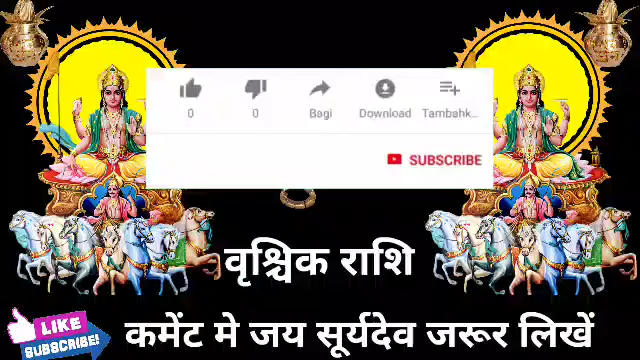 0 0 Bagi Download Tambahk...
SUBSCRIBE
वृश्चिक राशि
LIKE
SUBSCRIBE!
कमेंट मे जय सूर्यदेव जरूर लिखें